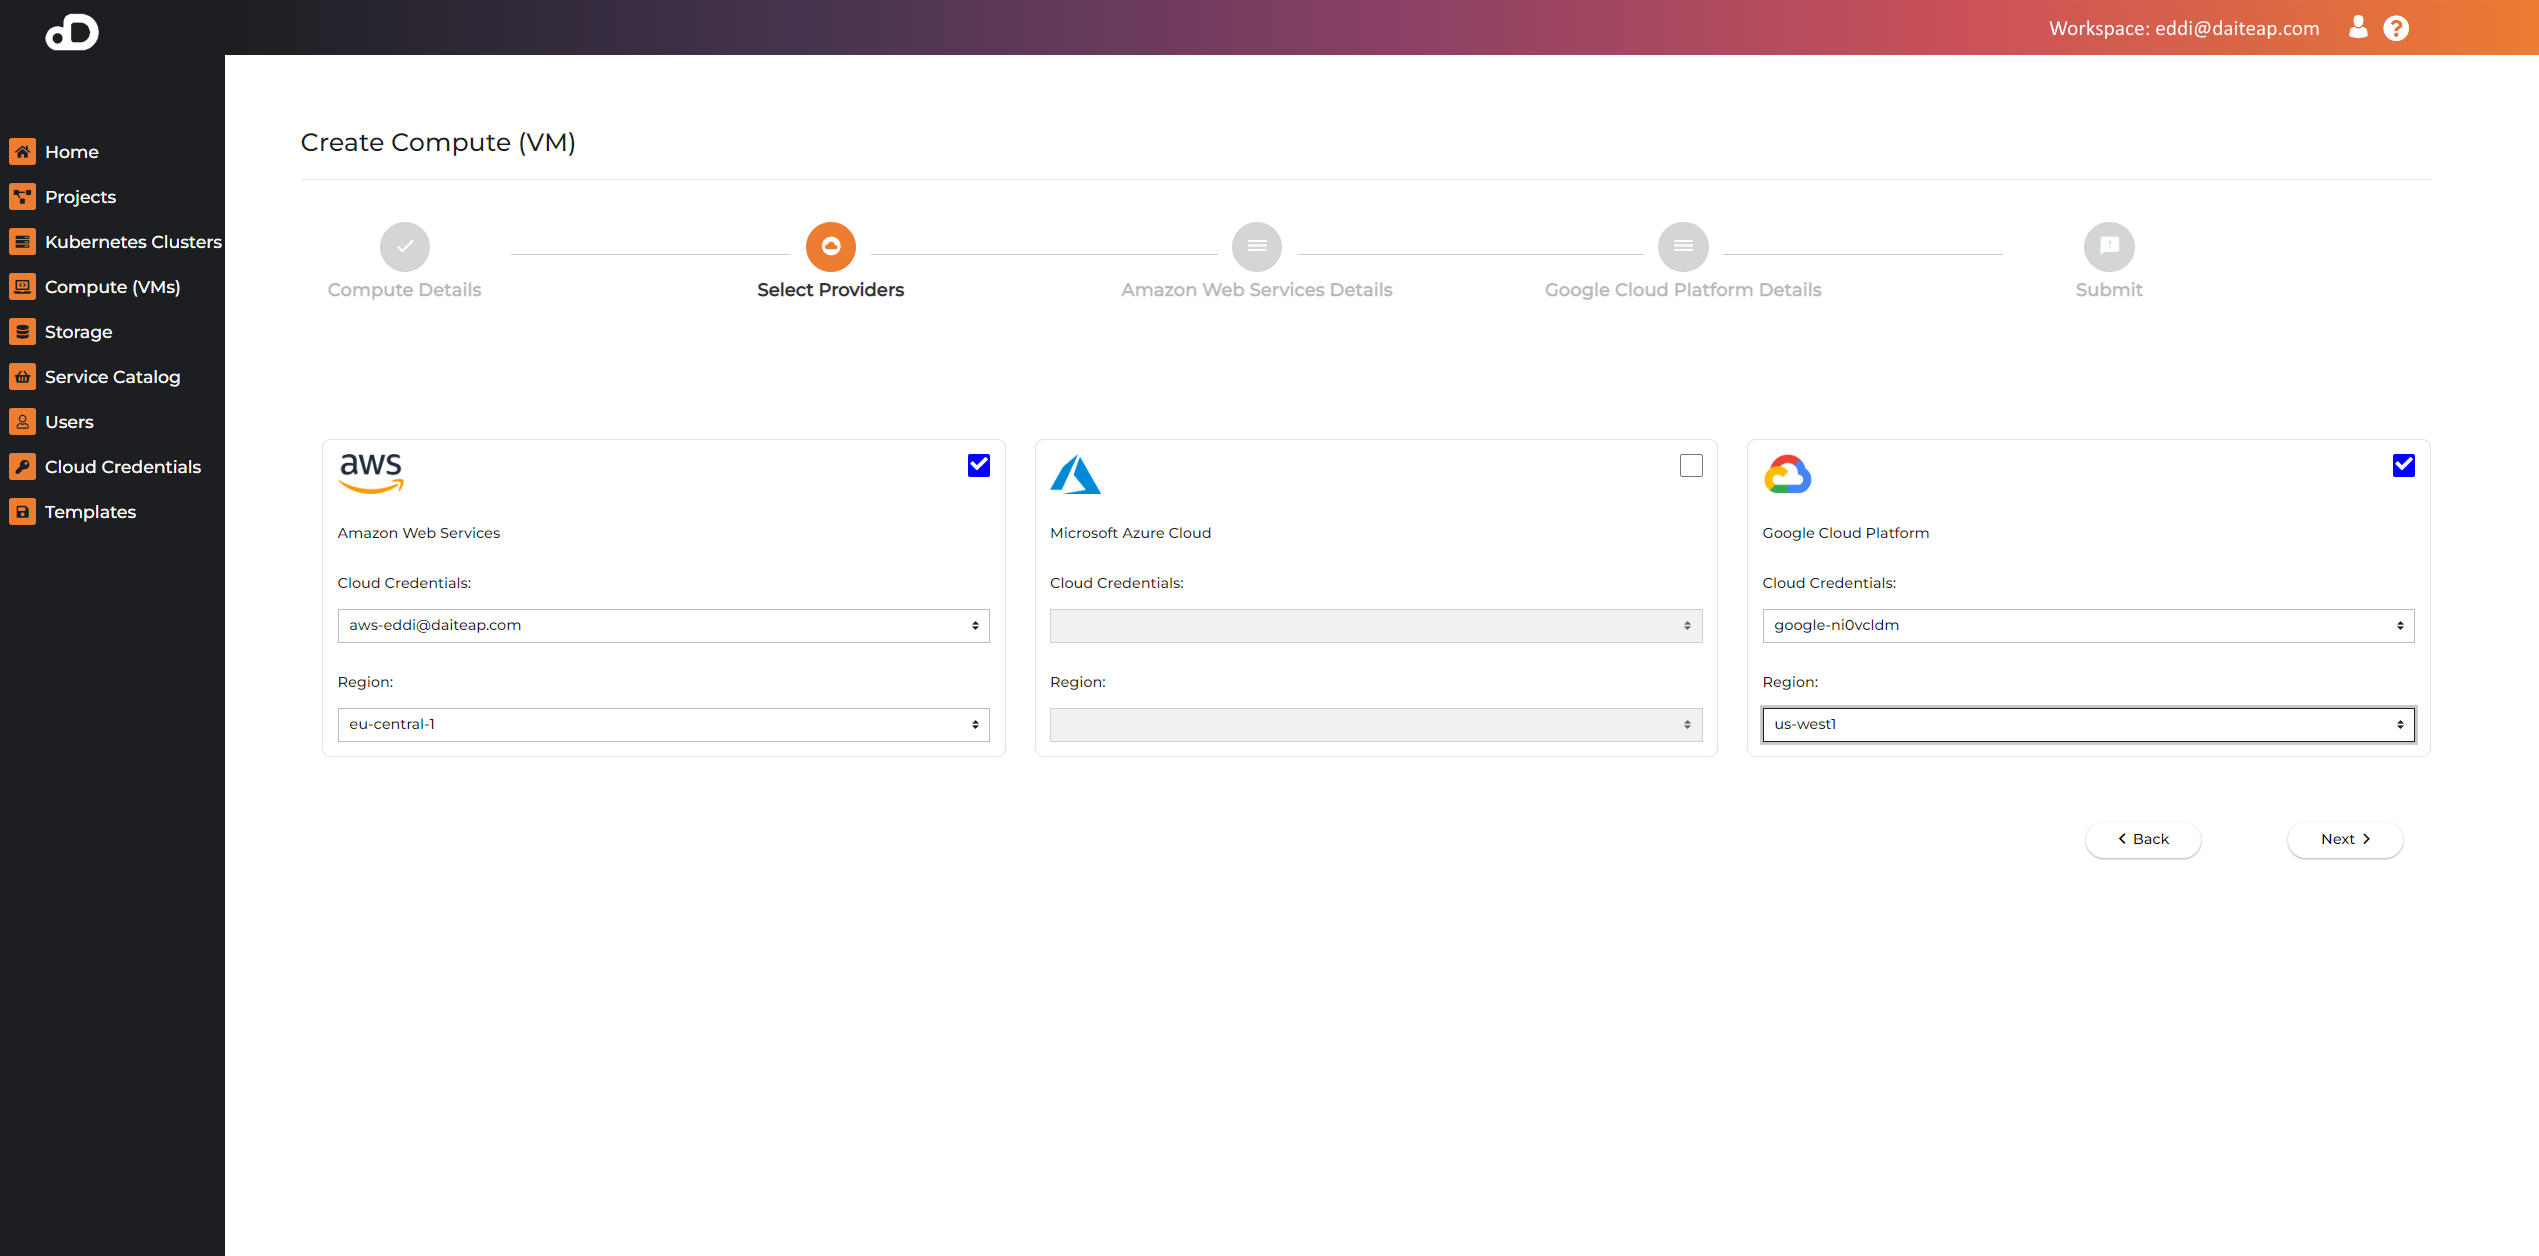 Workspace: eddi@daiteap.com
Home
Projects
Kubernetes Clusters
Compute (VMs)
Storage
Service Catalog
Users
Cloud Credentials
Templates
Create Compute (VM)
Compute Details
Select Providers
Amazon Web Services Details
Google Cloud Platform Details
Submit
aws
Amazon Web Services
Cloud Credentials:
aws-eddi@daiteap.com
Region:
eu-central-1
Microsoft Azure Cloud
Cloud Credentials:
Region:
Google Cloud Platform
Cloud Credentials:
google-ni0vcldm
Region:
us-west1
Back
Next